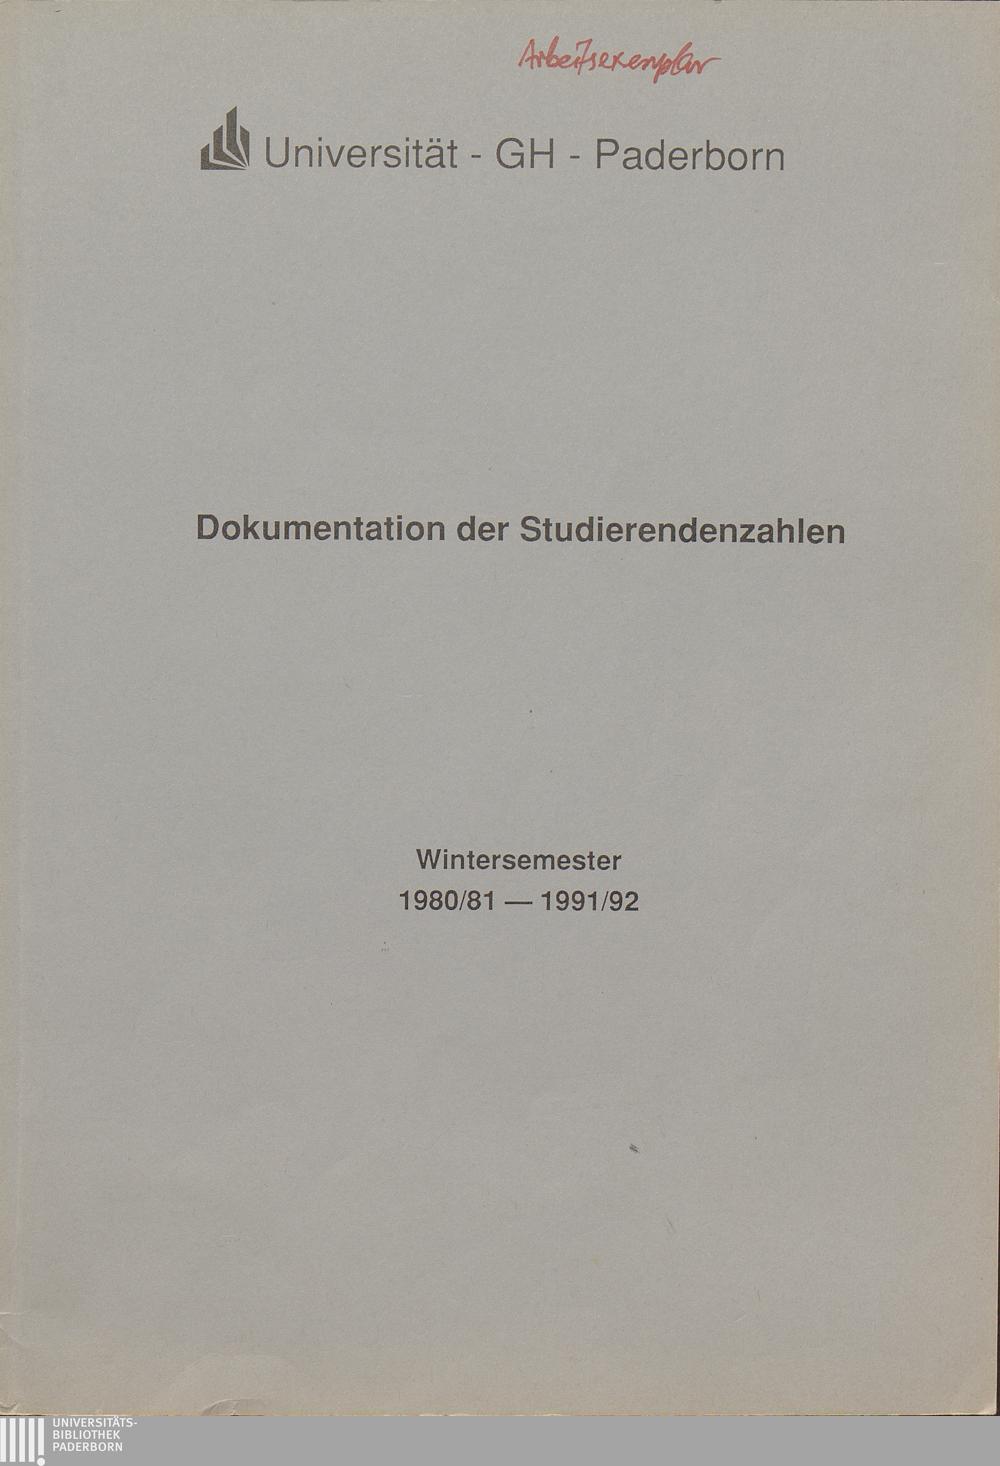 Arbeitsexemplar
Universität - GH - Paderborn
Dokumentation der Studierendenzahlen
Wintersemester
1980/81 — 1991/92
UNIVERSITÄTS-
BIBLIOTHEK
PADERBORN